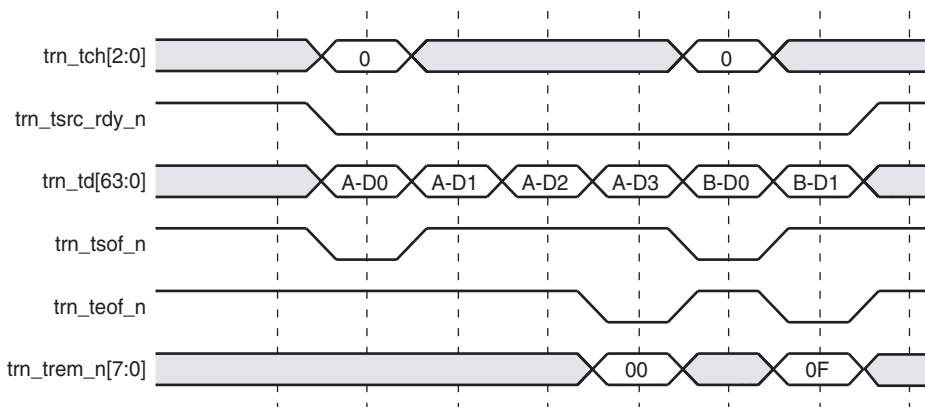 trn_tch[2:0] 0 0
trn_tsrc_rdy_n
trn_td[63:0] A-D0 A-D1 A-D2 A-D3 B-D0 B-D1
trn_tsof_n
trn_teof_n
trn_trem_n[7:0] 00 0F